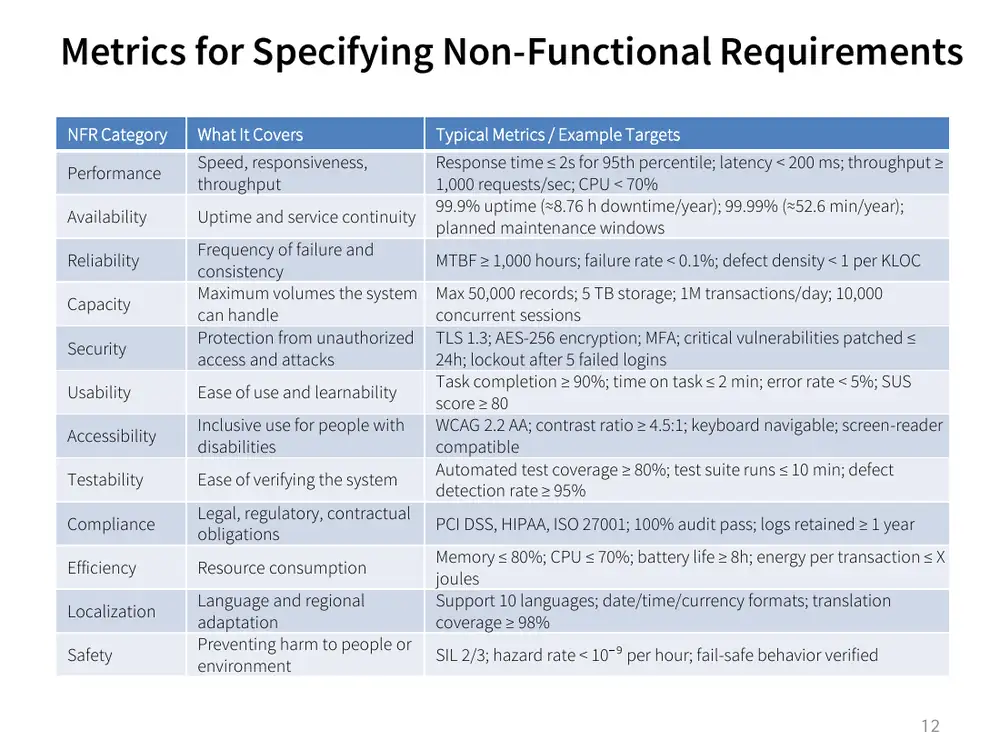 Metrics for Specifying Non-Functional Requirements
NFR Category
What It Covers
Typical Metrics / Example Targets
Performance
Speed, responsiveness,
throughput
Response time ≤ 2s for 95th percentile; latency < 200 ms; throughput ≥
1,000 requests/sec; CPU < 70%
Availability
Uptime and service continuity
99.9% uptime (≈8.76 h downtime/year); 99.99% (≈52.6 min/year);
planned maintenance windows
Reliability
Frequency of failure and
consistency
MTBF ≥ 1,000 hours; failure rate < 0.1%; defect density < 1 per KLOC
Capacity
Maximum volumes the system
can handle
Max 50,000 records; 5 TB storage; 1M transactions/day; 10,000
concurrent sessions
Security
Protection from unauthorized
access and attacks
TLS 1.3; AES-256 encryption; MFA; critical vulnerabilities patched ≤
24h; lockout after 5 failed logins
Usability
Ease of use and learnability
Task completion ≥ 90%; time on task ≤ 2 min; error rate < 5%; SUS
score ≥ 80
Accessibility
Inclusive use for people with
disabilities
WCAG 2.2 AA; contrast ratio ≥ 4.5:1; keyboard navigable; screen-reader
compatible
Testability
Ease of verifying the system
Automated test coverage ≥ 80%; test suite runs ≤ 10 min; defect
detection rate ≥ 95%
Compliance
Legal, regulatory, contractual
obligations
PCI DSS, HIPAA, ISO 27001; 100% audit pass; logs retained ≥ 1 year
Efficiency
Resource consumption
Memory ≤ 80%; CPU ≤ 70%; battery life ≥ 8h; energy per transaction ≤ X
joules
Localization
Language and regional
adaptation
Support 10 languages; date/time/currency formats; translation
coverage ≥ 98%
Safety
Preventing harm to people or
environment
SIL 2/3; hazard rate < 10⁻⁹ per hour; fail-safe behavior verified
12